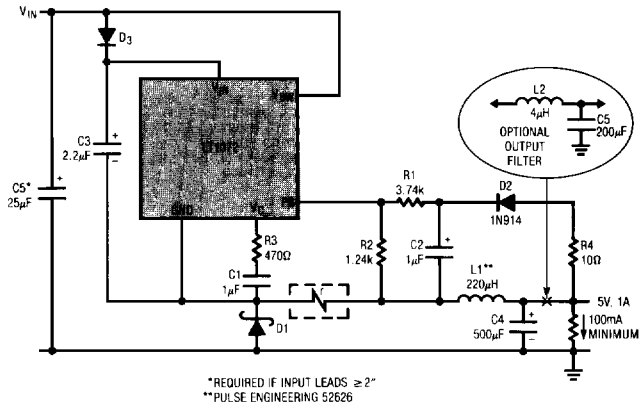 VIN
D3
VIN
VSW
L2
4μH
C5
200μF
OPTIONAL
OUTPUT
FILTER
C3
2.2μF
+
−
LT1072
C5*
25μF
+
R1
3.74k
D2
1N914
GND
VC
FB
R3
470Ω
R2
1.24k
C2
1μF
+
R4
10Ω
C1
1μF
L1**
220μH
r
5V, 1A
D1
C4
500μF
+
−
100mA
MINIMUM
*REQUIRED IF INPUT LEADS ≥2"
**PULSE ENGINEERING 52626